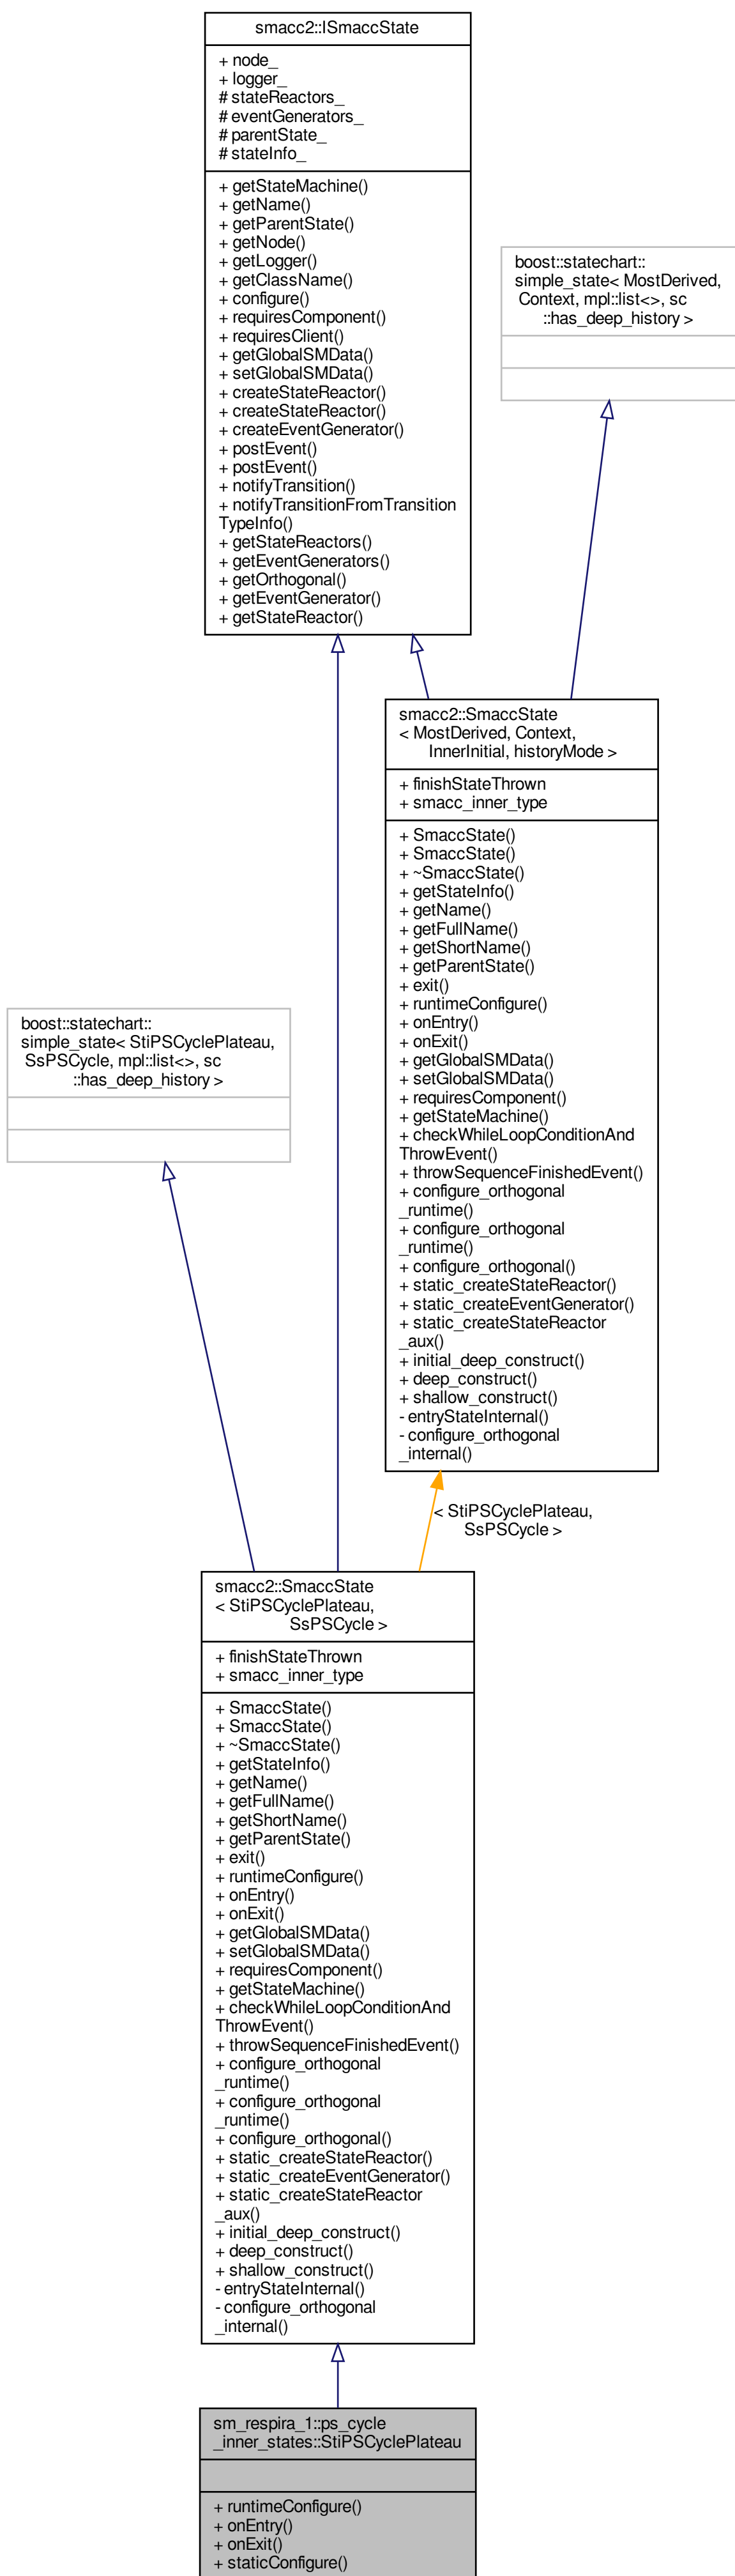 smacc2::ISmaccState
+ node_
+ logger_
# stateReactors_
# eventGenerators_
# parentState_
# stateInfo_
+ getStateMachine()
+ getName()
+ getParentState()
+ getNode()
+ getLogger()
+ getClassName()
+ configure()
+ requiresComponent()
+ requiresClient()
+ getGlobalSMData()
+ setGlobalSMData()
+ createStateReactor()
+ createStateReactor()
+ createEventGenerator()
+ postEvent()
+ postEvent()
+ notifyTransition()
+ notifyTransitionFromTransition
TypeInfo()
+ getStateReactors()
+ getEventGenerators()
+ getOrthogonal()
+ getEventGenerator()
+ getStateReactor()
boost::statechart::
simple_state< MostDerived,
Context, mpl::list<>, sc
::has_deep_history >
smacc2::SmaccState
< MostDerived, Context,
InnerInitial, historyMode >
+ finishStateThrown
+ smacc_inner_type
+ SmaccState()
+ SmaccState()
+ ~SmaccState()
+ getStateInfo()
+ getName()
+ getFullName()
+ getShortName()
+ getParentState()
+ exit()
+ runtimeConfigure()
+ onEntry()
+ onExit()
+ getGlobalSMData()
+ setGlobalSMData()
+ requiresComponent()
+ getStateMachine()
+ checkWhileLoopConditionAnd
ThrowEvent()
+ throwSequenceFinishedEvent()
+ configure_orthogonal
_runtime()
+ configure_orthogonal
_runtime()
+ configure_orthogonal()
+ static_createStateReactor()
+ static_createEventGenerator()
+ static_createStateReactor
_aux()
+ initial_deep_construct()
+ deep_construct()
+ shallow_construct()
- entryStateInternal()
- configure_orthogonal
_internal()
boost::statechart::
simple_state< StiPSCyclePlateau,
SsPSCycle, mpl::list<>, sc
::has_deep_history >
< StiPSCyclePlateau,
SsPSCycle >
smacc2::SmaccState
< StiPSCyclePlateau,
SsPSCycle >
+ finishStateThrown
+ smacc_inner_type
+ SmaccState()
+ SmaccState()
+ ~SmaccState()
+ getStateInfo()
+ getName()
+ getFullName()
+ getShortName()
+ getParentState()
+ exit()
+ runtimeConfigure()
+ onEntry()
+ onExit()
+ getGlobalSMData()
+ setGlobalSMData()
+ requiresComponent()
+ getStateMachine()
+ checkWhileLoopConditionAnd
ThrowEvent()
+ throwSequenceFinishedEvent()
+ configure_orthogonal
_runtime()
+ configure_orthogonal
_runtime()
+ configure_orthogonal()
+ static_createStateReactor()
+ static_createEventGenerator()
+ static_createStateReactor
_aux()
+ initial_deep_construct()
+ deep_construct()
+ shallow_construct()
- entryStateInternal()
- configure_orthogonal
_internal()
sm_respira_1::ps_cycle
_inner_states::StiPSCyclePlateau
+ runtimeConfigure()
+ onEntry()
+ onExit()
+ staticConfigure()